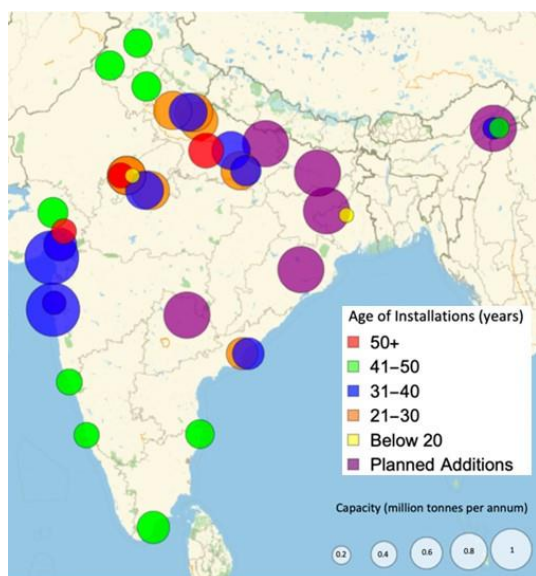 Age of Installations (years)
50+
41–50
31–40
21–30
Below 20
Planned Additions
Capacity (million tonnes per annum)
0.2 0.4 0.6 0.8 1